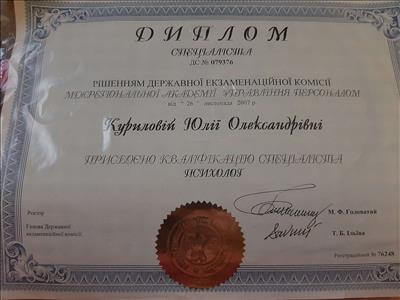 ДИПЛОМ
СПЕЦІАЛІСТА
ДС № 079376
РІШЕННЯМ ДЕРЖАВНОЇ ЕКЗАМЕНАЦІЙНОЇ КОМІСІЇ
МІЖРЕГІОНАЛЬНОЇ АКАДЕМІЇ УПРАВЛІННЯ ПЕРСОНАЛОМ
від " 26 " листопада 2007 р.
Куриловій Юлії Олександрівні
ПРИСВОЄНО КВАЛІФІКАЦІЮ СПЕЦІАЛІСТА
ПСИХОЛОГ
Ректор
М. Ф. Головатий
Голова Державної
екзаменаційної комісії
Т. Б. Ільїна
Реєстраційний № 76248